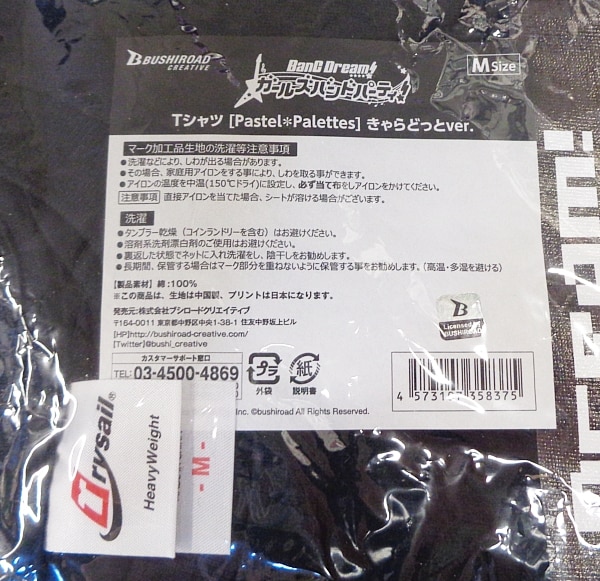 BUSHIROAD
CREATIVE
BanG Dream!
ガールズバンドパーティ!
M Size
Tシャツ [Pastel*Palettes] きゃらどっとver.
マーク加工品生地の洗濯等注意事項
●洗濯などにより、しわが出る場合があります。
●その場合、家庭用アイロンをする事により、しわを取る事ができます。
●アイロンの温度を中温(150℃ドライ)に設定し、必ず当て布をしアイロンをかけてください。
注意事項 直接アイロンを当てた場合、シートが溶ける場合がございます。
洗濯
●タンブラー乾燥(コインランドリーを含む)はお避けください。
●溶剤系洗剤漂白剤のご使用はお避けください。
●裏返した状態でネットに入れ洗濯をし、陰干しをお勧めします。
●長期間、保管する場合はマーク部分を重ねないように保管する事をお勧めします。(高温・多湿を避ける)
【製品素材】綿:100%
※この商品は、生地は中国製、プリントは日本になります。
発売元:株式会社ブシロードクリエイティブ
〒164-0011 東京都中野区中央1-38-1 住友中野坂上ビル
[HP]http://bushiroad-creative.com/
[Twitter]@bushi_creative
カスタマーサポート窓口
TEL: 03-4500-4869
プラ
外袋
紙
説明書
Licensed by
BUSHIROAD
4 573107 358375
Inc. ©bushiroad All Rights Reserved.
Trysail®
HeavyWeight
- M -